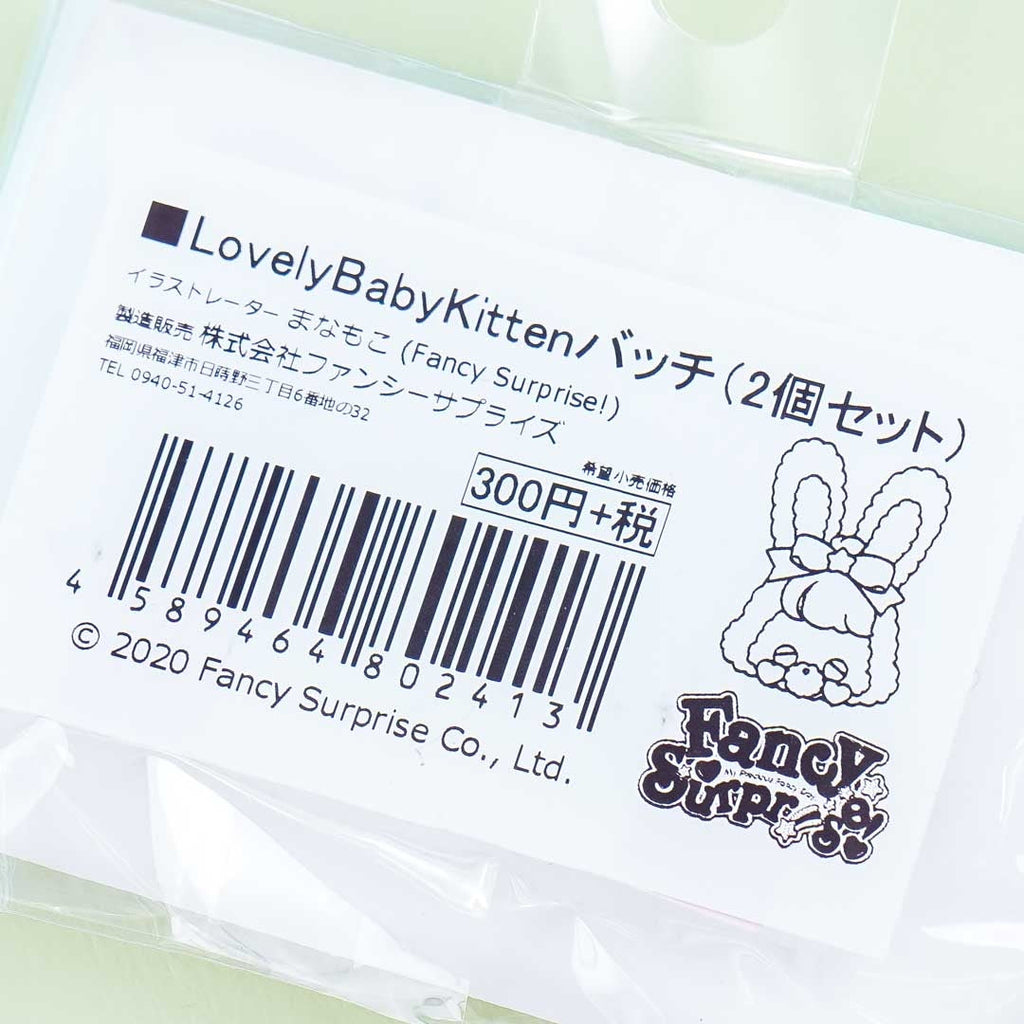 ■LovelyBabyKittenバッチ(2個セット)
イラストレーター まなもこ (Fancy Surprise!)
製造販売 株式会社ファンシーサプライズ
福岡県福津市日蒔野三丁目6番地の32
TEL 0940-51-4126
希望小売価格
300円+税
4 589464 802413
© 2020 Fancy Surprise Co., Ltd.
Fancy
Surprise